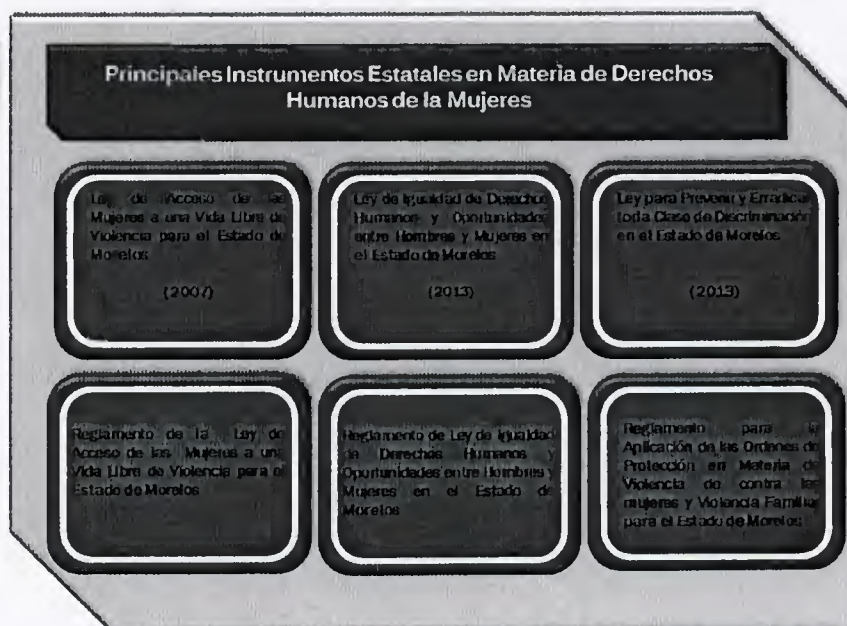 Principales Instrumentos Estatales en Materia de Derechos
Humanos de la Mujeres
Ley de Acceso de las
Mujeres a una Vida Libre de
Violencia para el Estado de
Morelos
(2007)
Ley de Igualdad de Derechos
Humanos y Oportunidades
entre Hombres y Mujeres en
el Estado de Morelos
(2013)
Ley para Prevenir y Erradicar
toda Clase de Discriminación
en el Estado de Morelos
(2013)
Reglamento de la Ley de
Acceso de las Mujeres a una
Vida Libre de Violencia para el
Estado de Morelos
Reglamento de Ley de Igualdad
de Derechos Humanos y
Oportunidades entre Hombres y
Mujeres en el Estado de
Morelos
Reglamento para la
Aplicación de las Ordenes de
Protección en Materia de
Violencia de contra las
mujeres y Violencia Familiar
para el Estado de Morelos